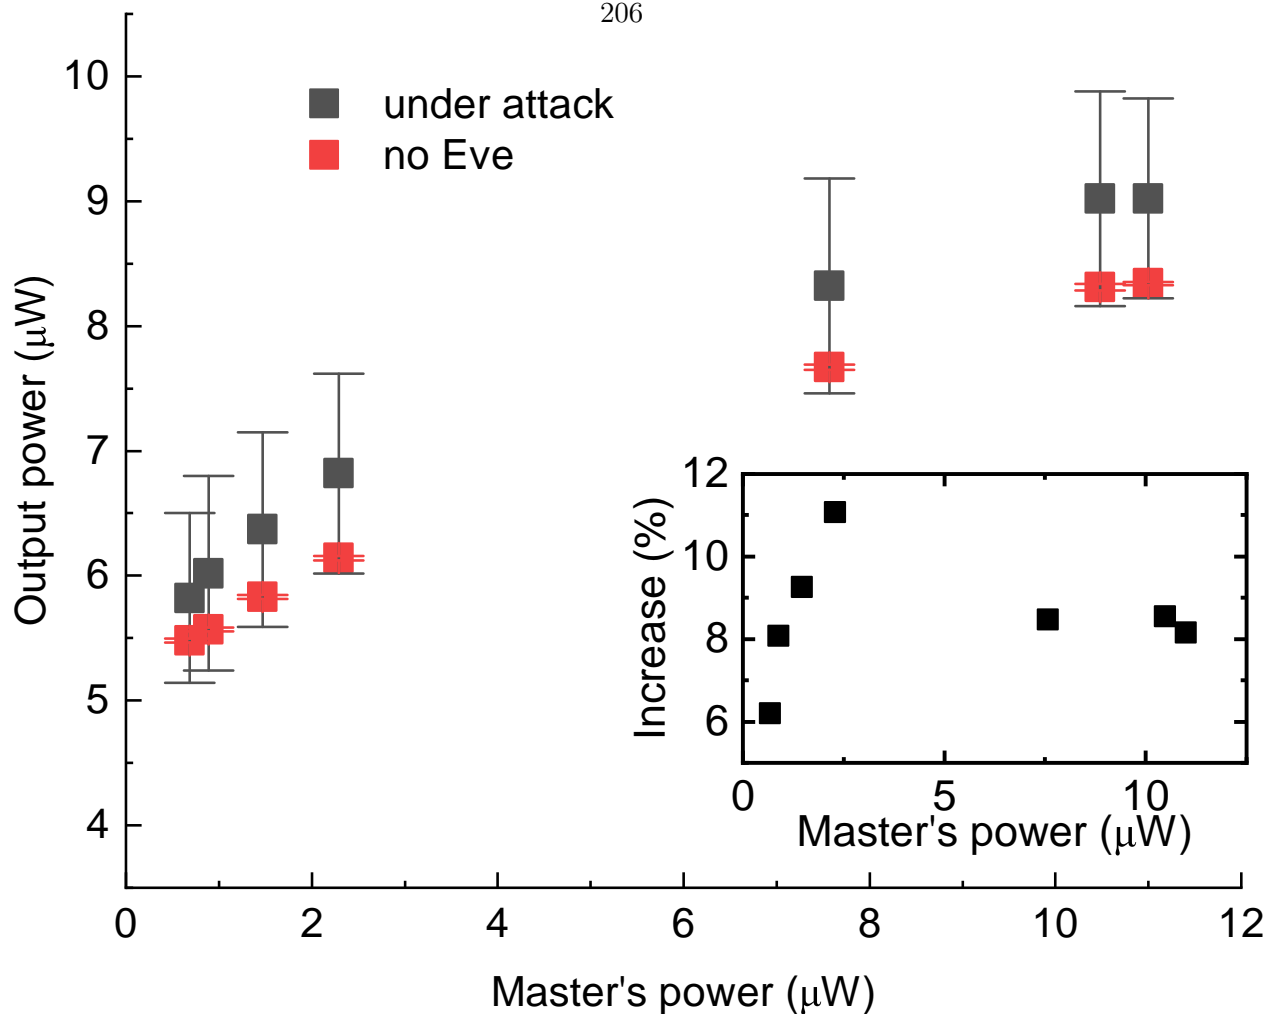 206
10
9
8
7
6
5
4
Output power (μW)
under attack
no Eve
12
10
8
6
Increase (%)
0 5 10
Master's power (μW)
0 2 4 6 8 10 12
Master's power (μW)